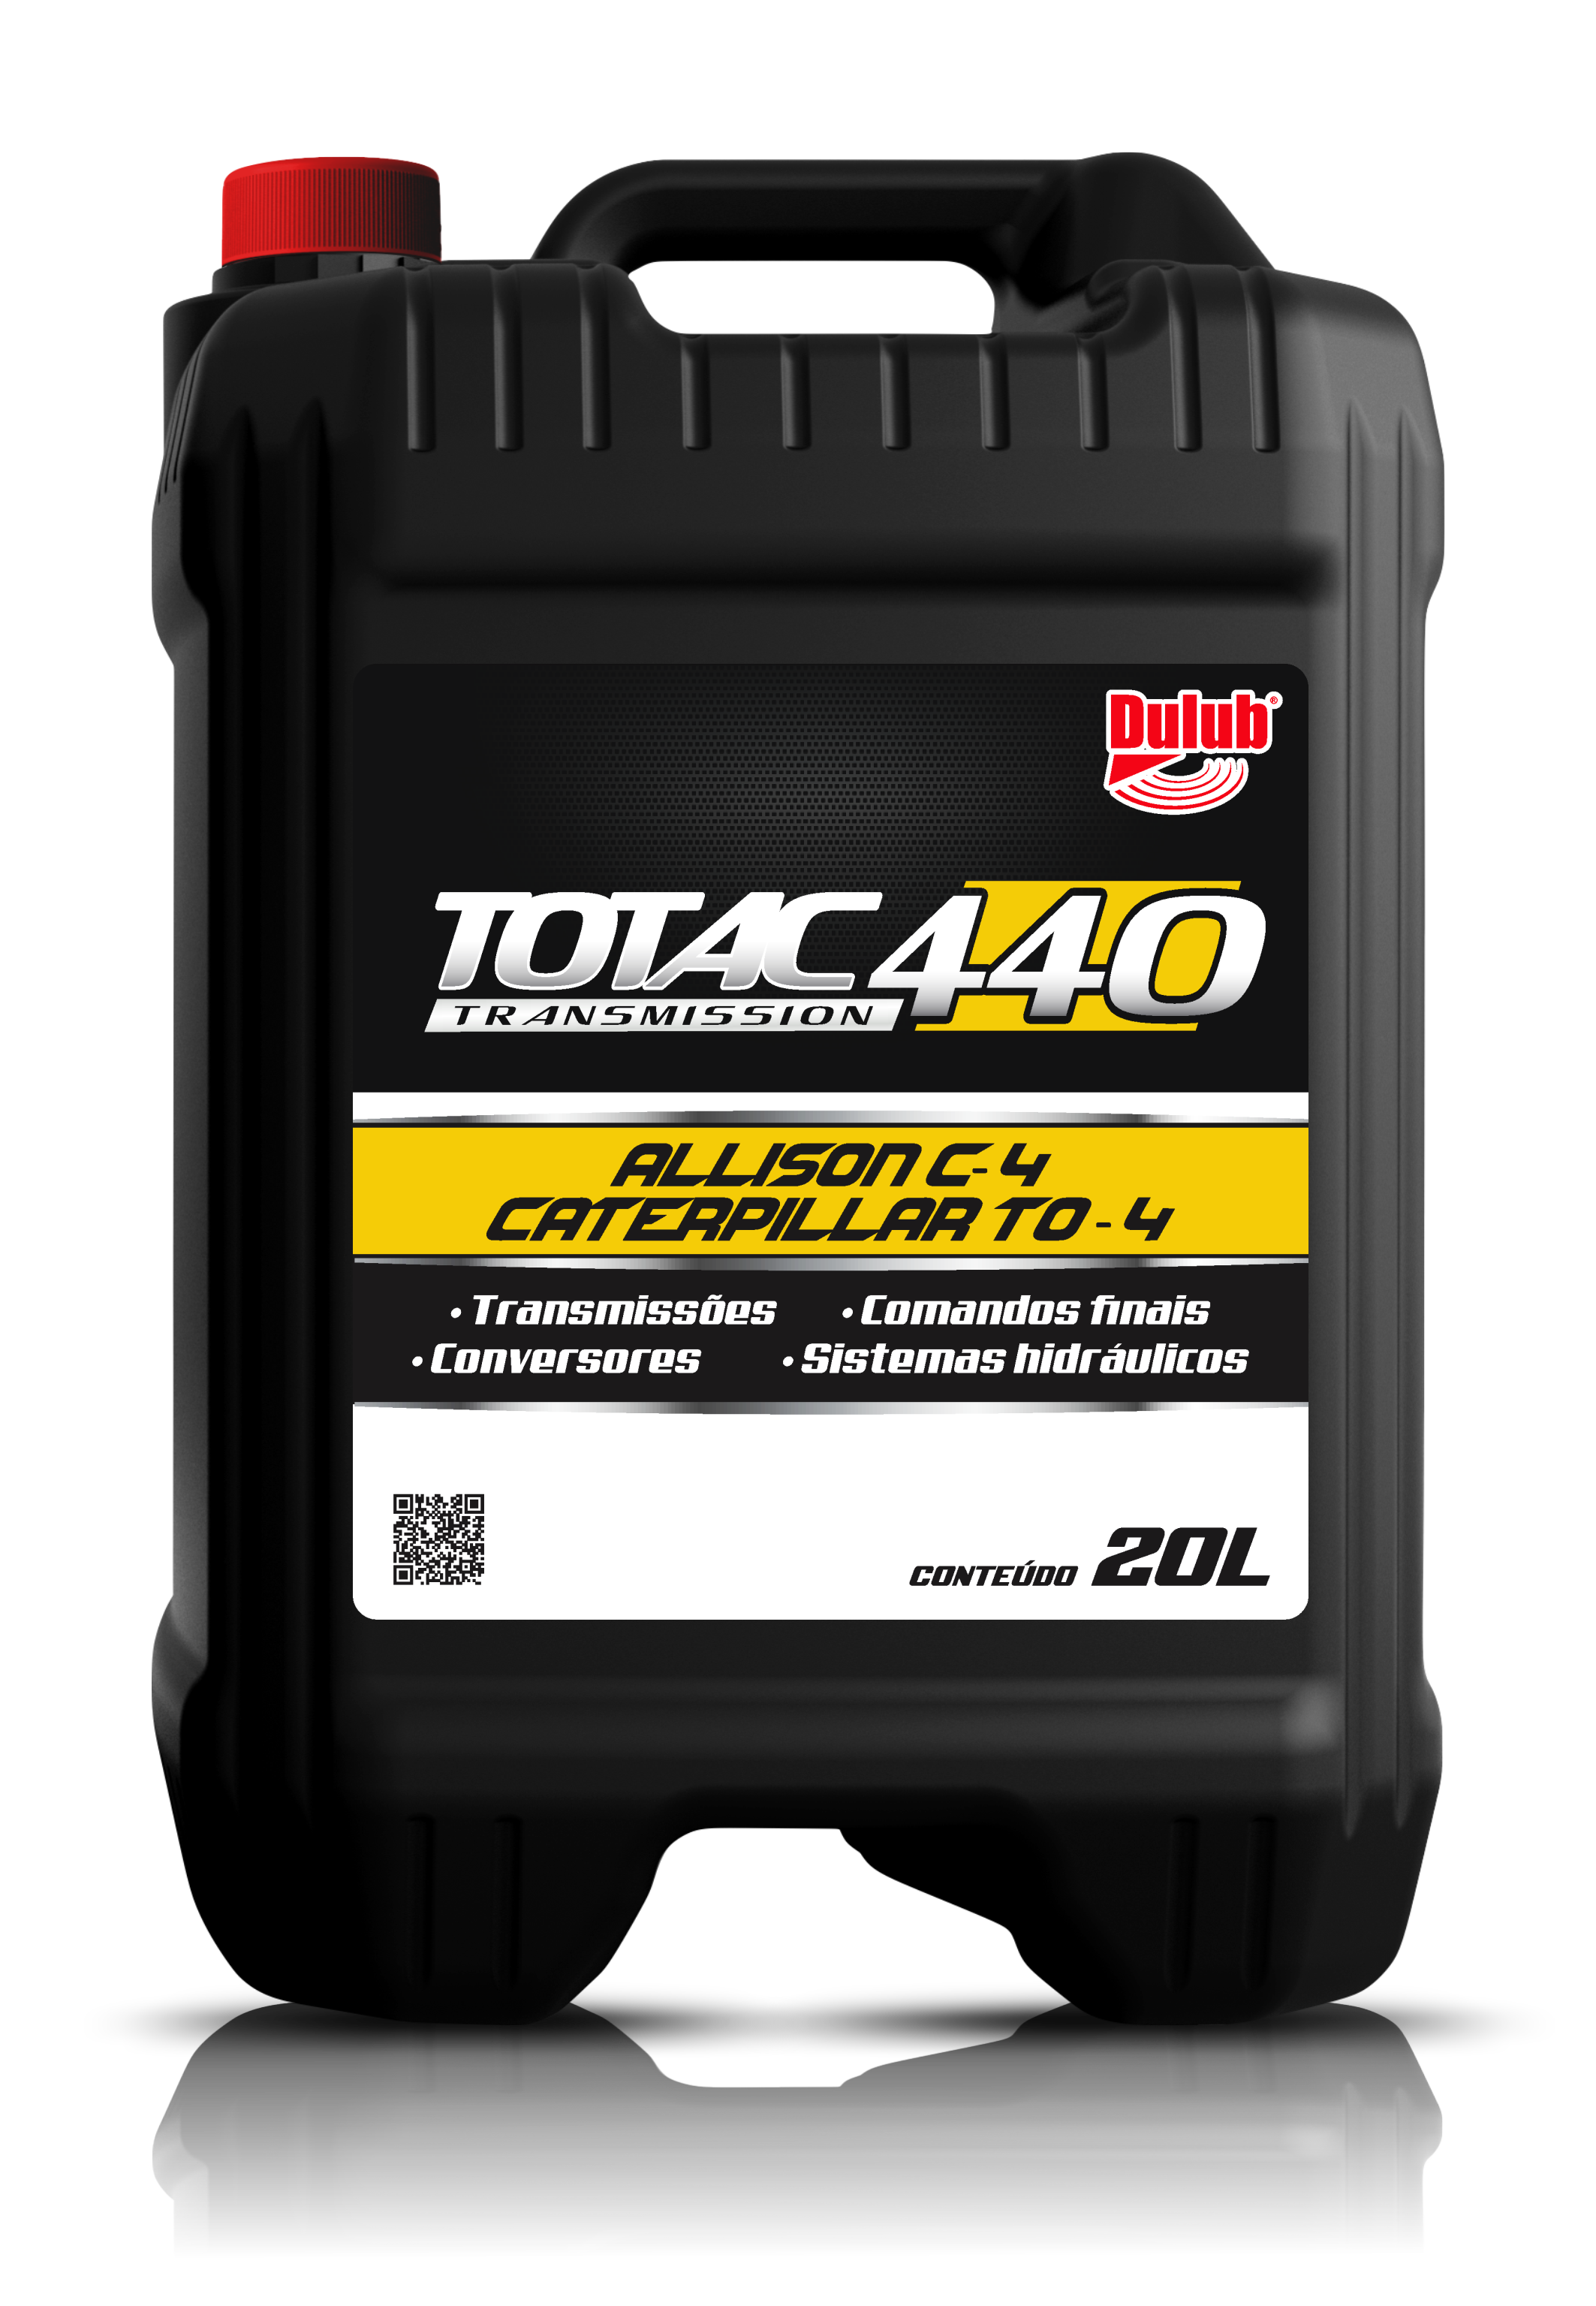 Dulub®
TOTAC 440
TRANSMISSION
ALLISON C-4
CATERPILLAR TO-4
• Transmissões • Comandos finais
• Conversores • Sistemas hidráulicos
CONTEÚDO 20L